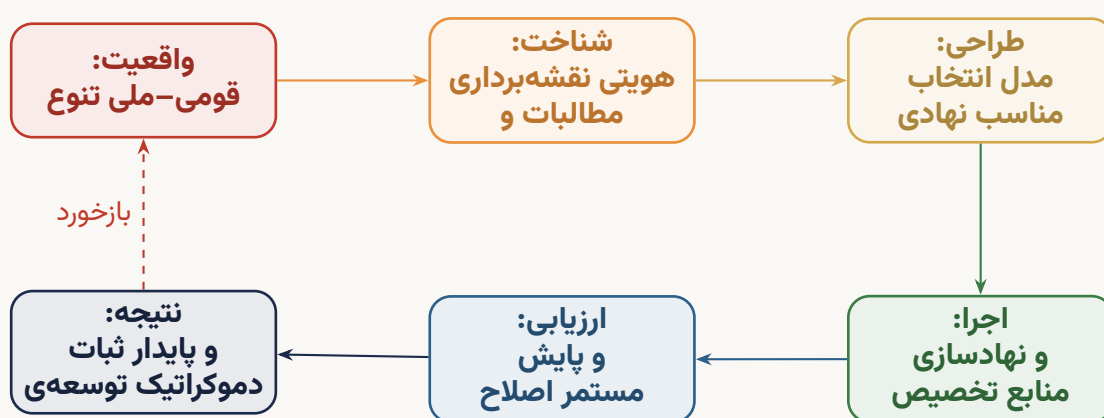 واقعیت:
قومی–ملی تنوع
شناخت:
هویتی نقشه‌برداری
مطالبات و
طراحی:
مدل انتخاب
مناسب نهادی
اجرا:
و نهادسازی
منابع تخصیص
ارزیابی:
و پایش
مستمر اصلاح
نتیجه:
و پایدار ثبات
دموکراتیک توسعه‌ی
بازخورد